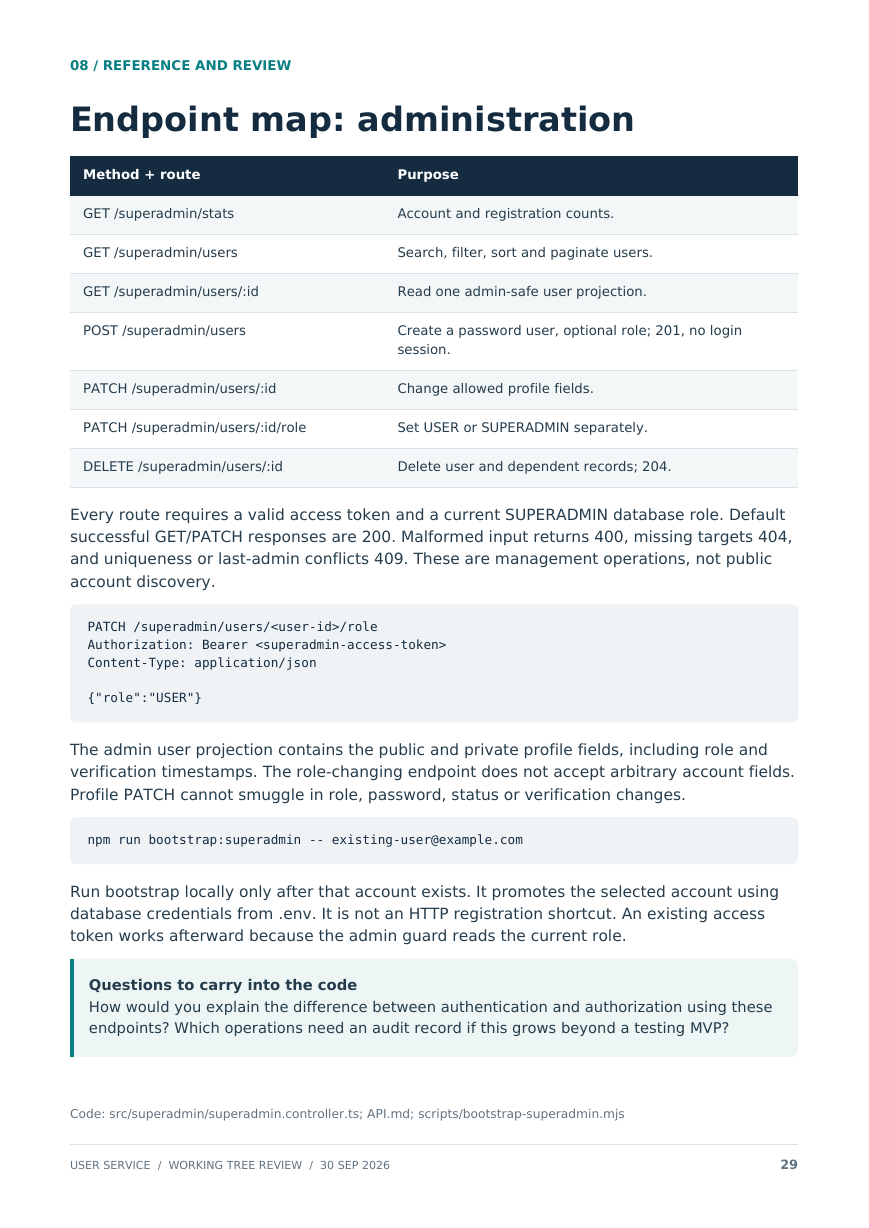 08 / REFERENCE AND REVIEW
Endpoint map: administration
Method + route Purpose
GET /superadmin/stats Account and registration counts.
GET /superadmin/users Search, filter, sort and paginate users.
GET /superadmin/users/:id Read one admin-safe user projection.
POST /superadmin/users Create a password user, optional role; 201, no login
session.
PATCH /superadmin/users/:id Change allowed profile fields.
PATCH /superadmin/users/:id/role Set USER or SUPERADMIN separately.
DELETE /superadmin/users/:id Delete user and dependent records; 204.
Every route requires a valid access token and a current SUPERADMIN database role. Default
successful GET/PATCH responses are 200. Malformed input returns 400, missing targets 404,
and uniqueness or last-admin conflicts 409. These are management operations, not public
account discovery.
PATCH /superadmin/users/<user-id>/role
Authorization: Bearer <superadmin-access-token>
Content-Type: application/json
{"role":"USER"}
The admin user projection contains the public and private profile fields, including role and
verification timestamps. The role-changing endpoint does not accept arbitrary account fields.
Profile PATCH cannot smuggle in role, password, status or verification changes.
npm run bootstrap:superadmin -- existing-user@example.com
Run bootstrap locally only after that account exists. It promotes the selected account using
database credentials from .env. It is not an HTTP registration shortcut. An existing access
token works afterward because the admin guard reads the current role.
Questions to carry into the code
How would you explain the difference between authentication and authorization using these
endpoints? Which operations need an audit record if this grows beyond a testing MVP?
Code: src/superadmin/superadmin.controller.ts; API.md; scripts/bootstrap-superadmin.mjs
USER SERVICE / WORKING TREE REVIEW / 30 SEP 2026 29